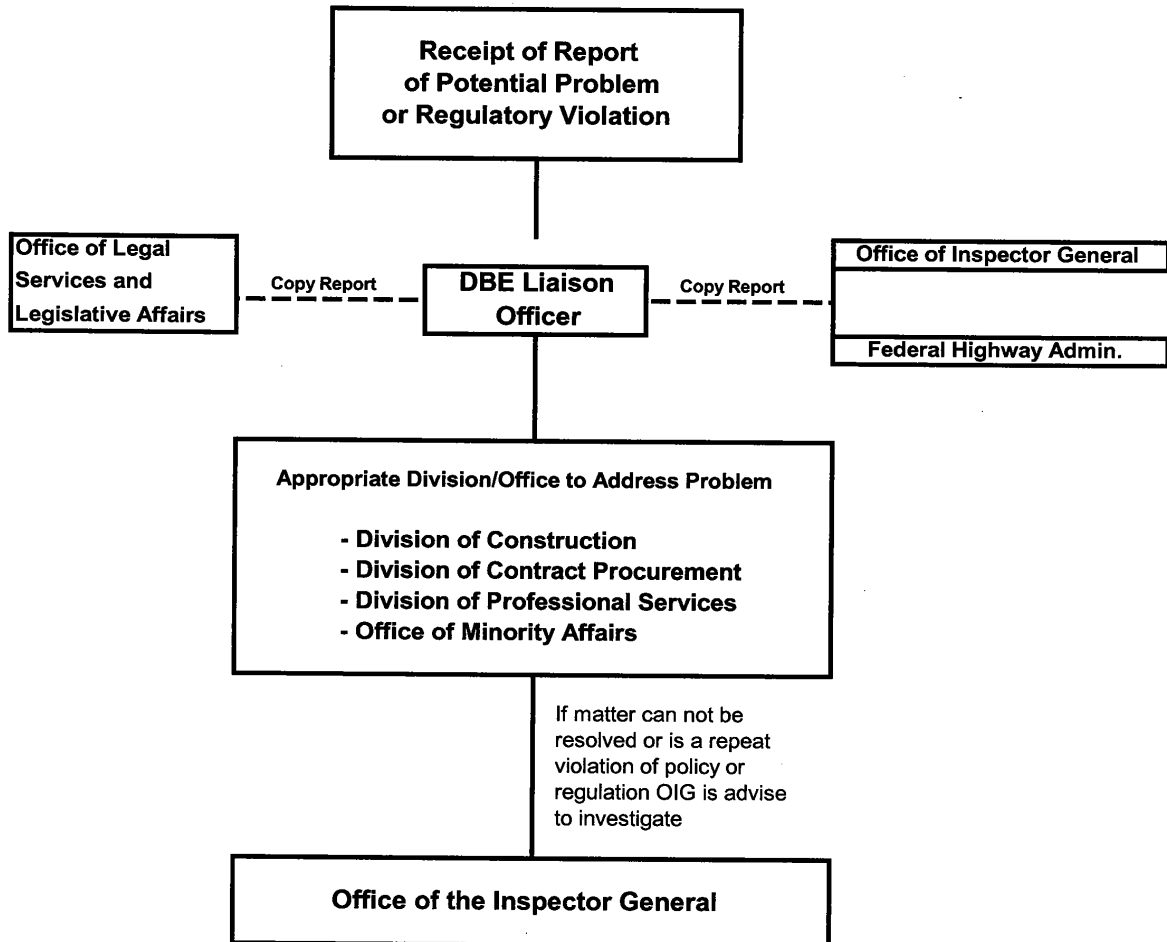 Receipt of Report
of Potential Problem
or Regulatory Violation
Office of Legal
Services and
Legislative Affairs
Copy Report
DBE Liaison
Officer
Copy Report
Office of Inspector General
Federal Highway Admin.
Appropriate Division/Office to Address Problem
- Division of Construction
- Division of Contract Procurement
- Division of Professional Services
- Office of Minority Affairs
If matter can not be
resolved or is a repeat
violation of policy or
regulation OIG is advise
to investigate
Office of the Inspector General